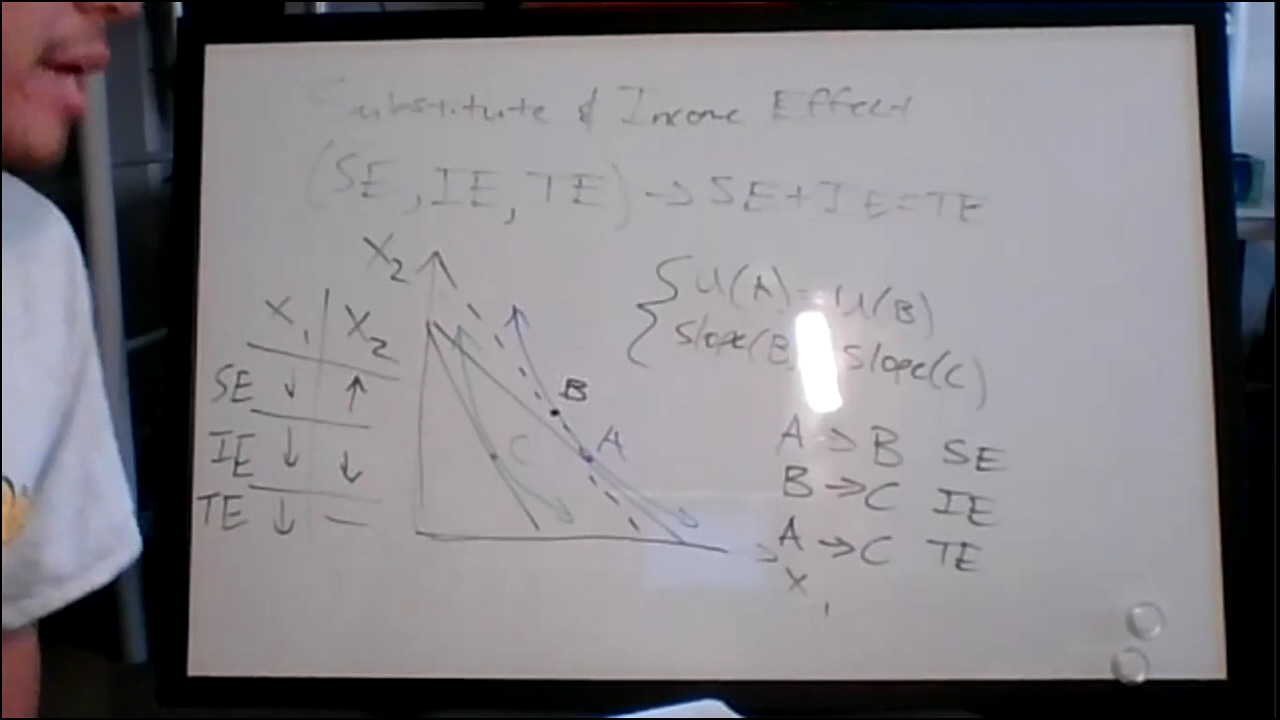 Substitute & Income Effect
(SE, IE, TE) → SE+IE=TE
X₂
X₁ X₂
SE ↓ ↑
IE ↓ ↓
TE ↓ —
B
A
C
X₁
{ U(A) = U(B)
slope(B) slope(C)
A → B SE
B → C IE
A → C TE